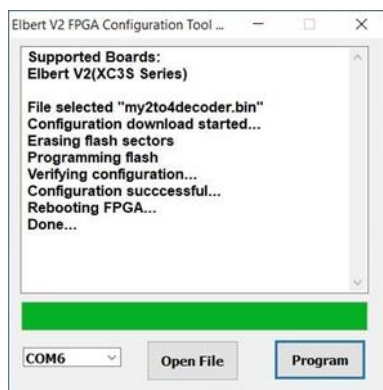 Elbert V2 FPGA Configuration Tool ...
Supported Boards:
Elbert V2(XC3S Series)
File selected "my2to4decoder.bin"
Configuration download started...
Erasing flash sectors
Programming flash
Verifying configuration...
Configuration succcessful...
Rebooting FPGA...
Done...
COM6
Open File
Program